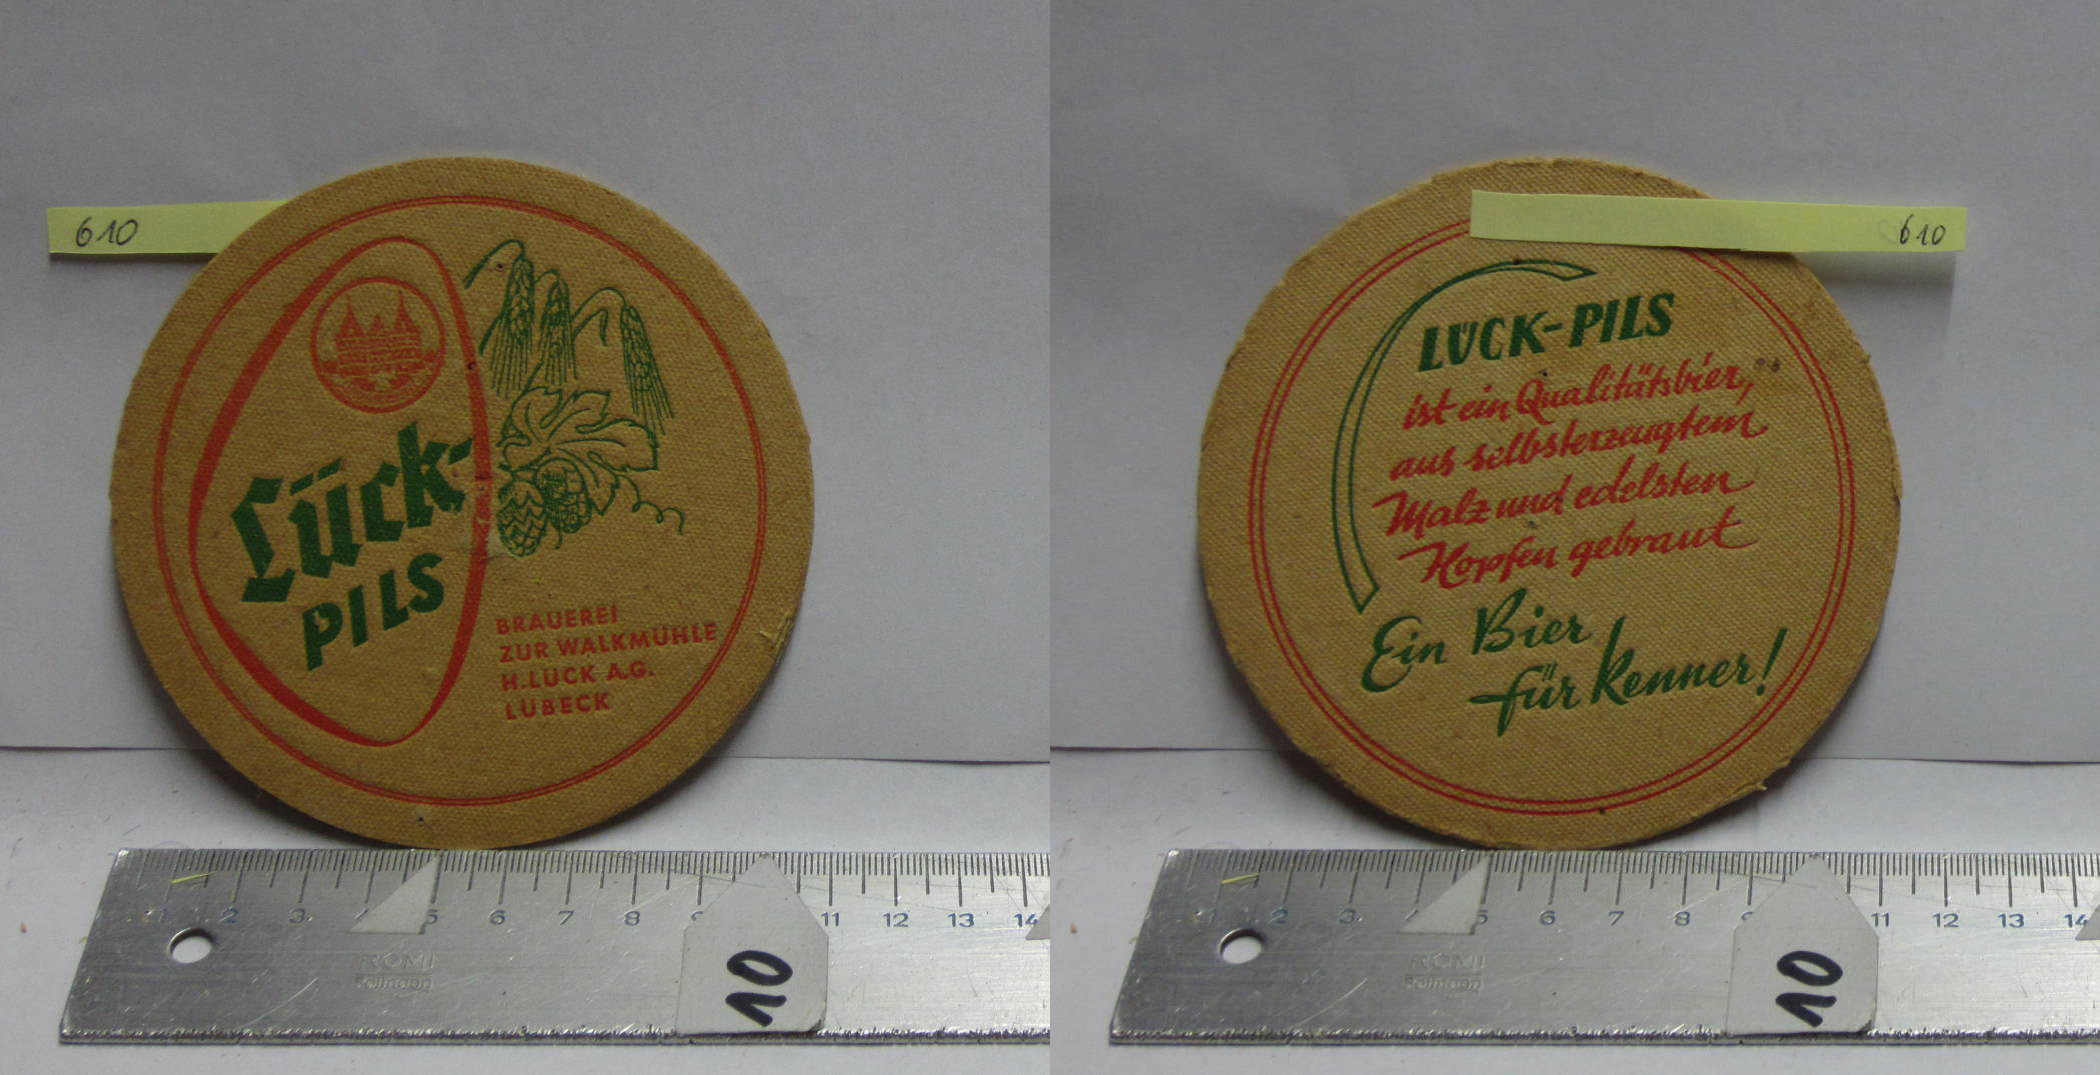 610
Lück-
PILS
BRAUEREI
ZUR WALKMÜHLE
H. LÜCK A.G.
LÜBECK
1 2 3 4 5 6 7 8 9 11 12 13 14
ROMI
10
610
LÜCK-PILS
ist ein Qualitätsbier,
aus selbsterzeugtem
Malz und edelsten
Hopfen gebraut
Ein Bier
für Kenner!
1 2 3 4 5 6 7 8 9 11 12 13 14
ROMI
10